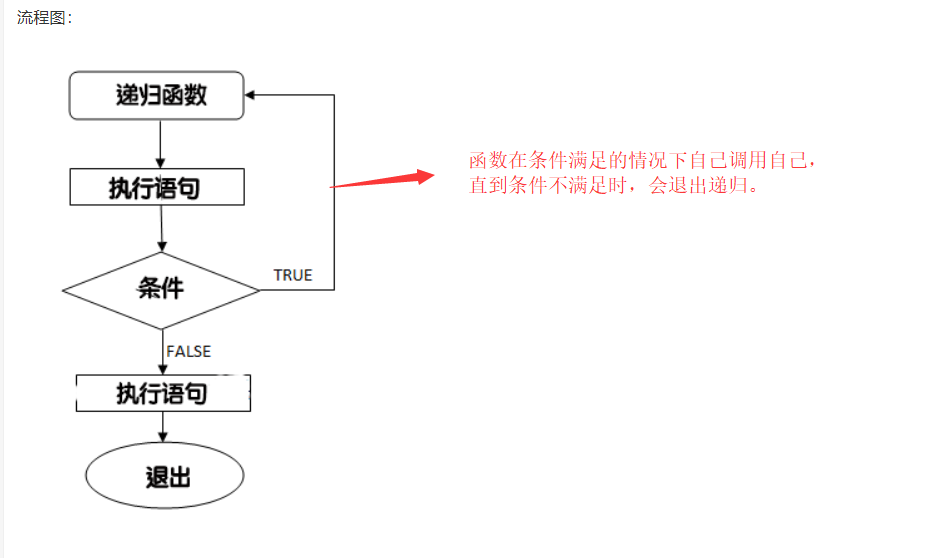 流程图：
递归函数
执行语句
函数在条件满足的情况下自己调用自己，
直到条件不满足时，会退出递归。
条件
TRUE
FALSE
执行语句
退出